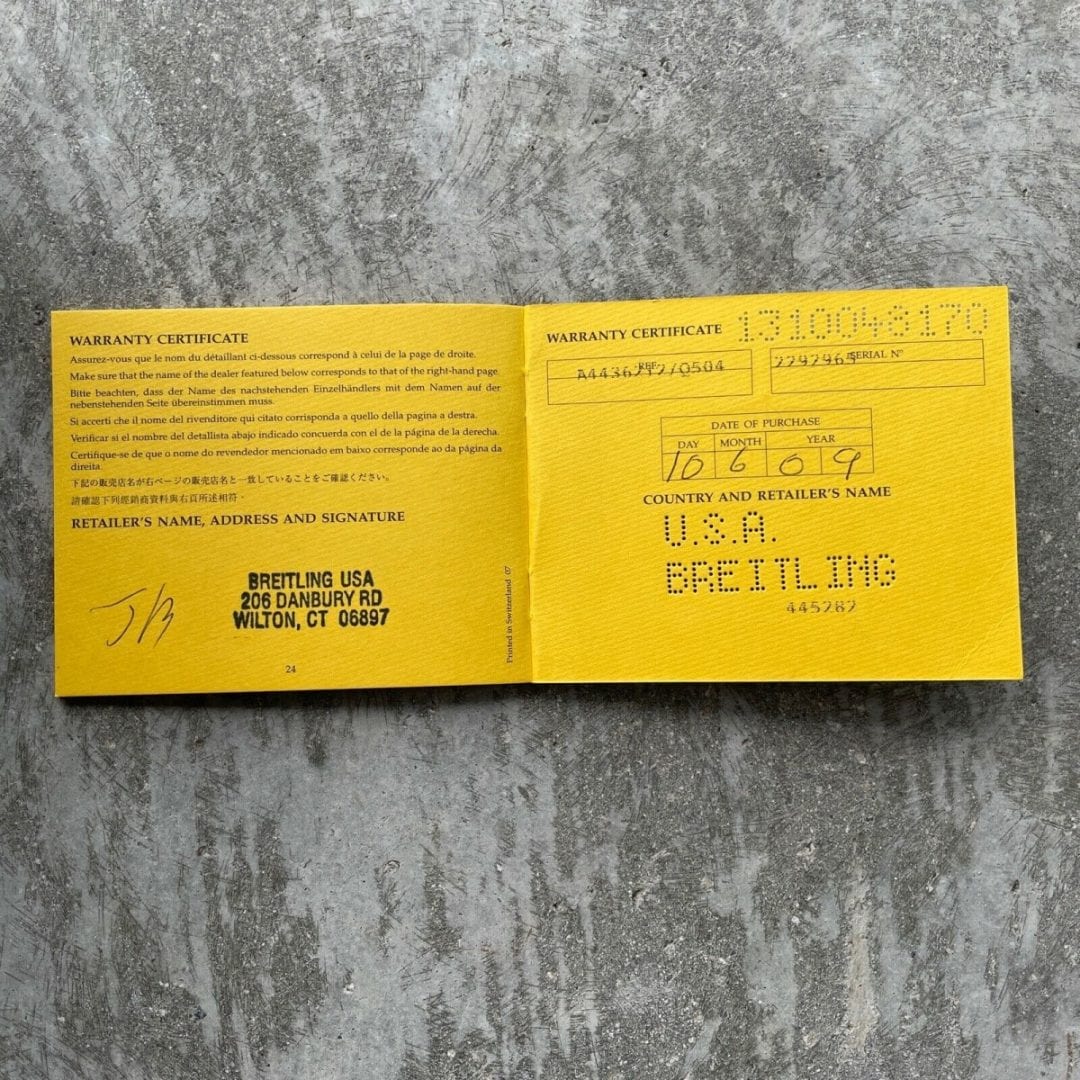 WARRANTY CERTIFICATE
Assurez-vous que le nom du détaillant ci-dessous correspond à celui de la page de droite.
Make sure that the name of the dealer featured below corresponds to that of the right-hand page.
Bitte beachten, dass der Name des nachstehenden Einzelhändlers mit dem Namen auf der
nebenstehenden Seite übereinstimmen muss.
Si accerti che il nome del rivenditore qui citato corrisponda a quello della pagina a destra.
Verificar si el nombre del detallista abajo indicado concuerda con el de la página de la derecha.
Certifique-se de que o nome do revendedor mencionado em baixo corresponde ao da página da
direita.
下記の販売店名が右ページの販売店名と一致していることをご確認ください。
請確認下列經銷商資料與右頁所述相符。
RETAILER'S NAME, ADDRESS AND SIGNATURE
JB
BREITLING USA
206 DANBURY RD
WILTON, CT 06897
24
Printed in Switzerland 07
WARRANTY CERTIFICATE
1310048170
REF.
SERIAL N°
2292965
DATE OF PURCHASE
DAY MONTH YEAR
10 6 0 9
COUNTRY AND RETAILER'S NAME
U.S.A.
BREITLING
445282